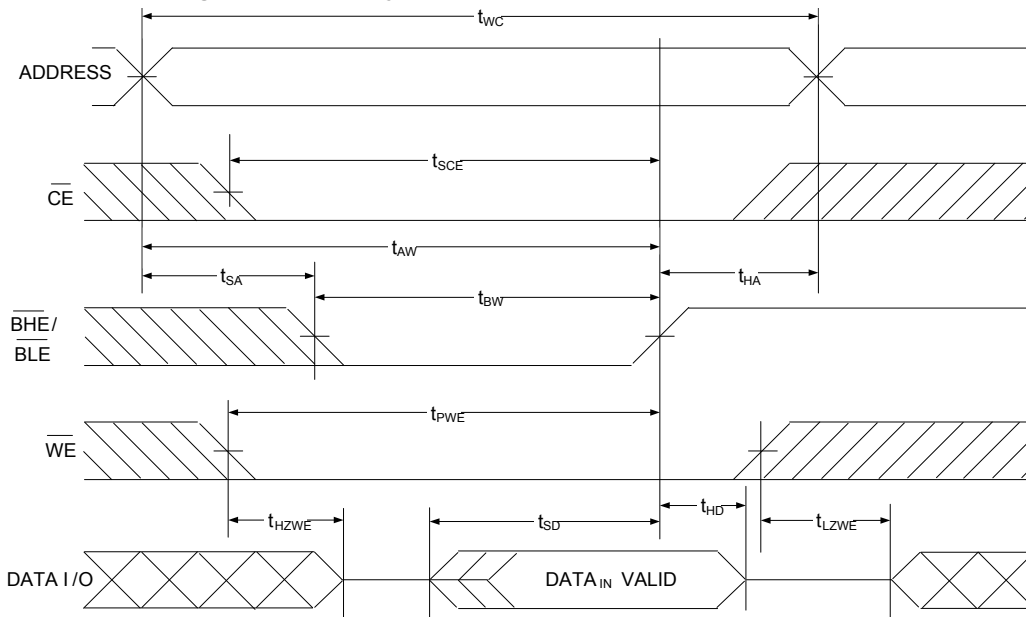 tWC
ADDRESS
tSCE
CE
tAW
tSA
tHA
tBW
BHE/
BLE
tPWE
WE
tHZWE
tSD
tHD
tLZWE
DATA I/O
DATAIN VALID